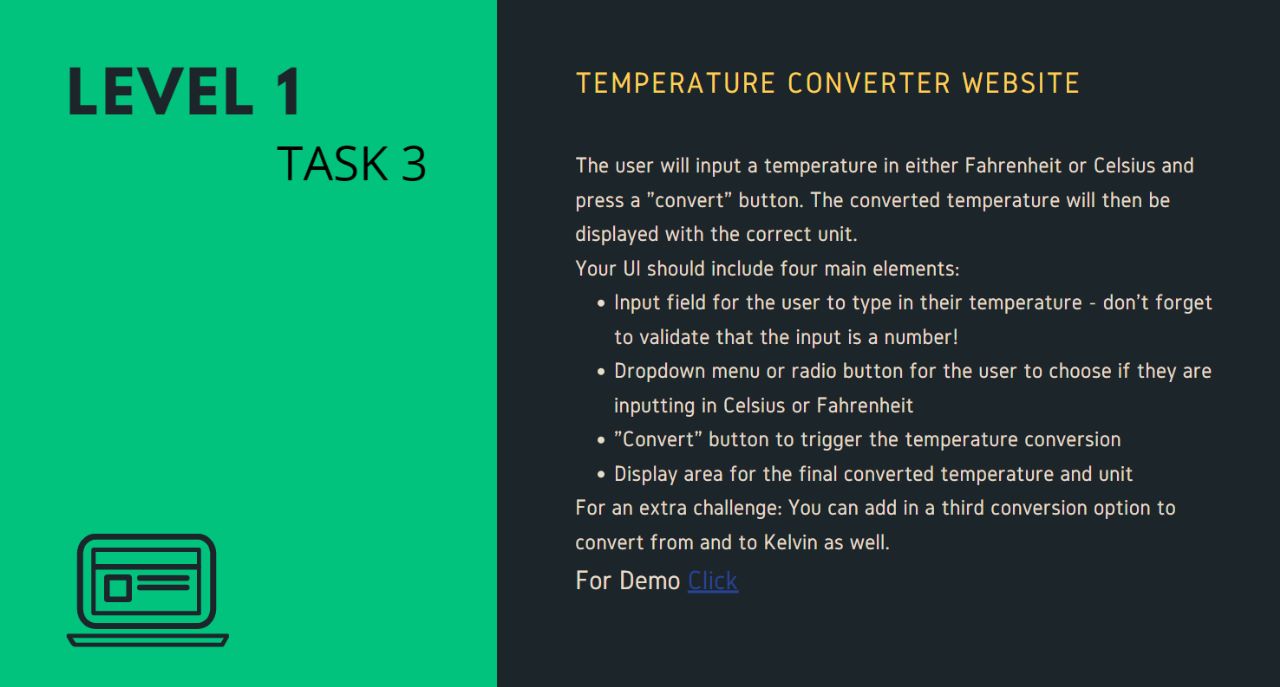 LEVEL 1
TASK 3
TEMPERATURE CONVERTER WEBSITE
The user will input a temperature in either Fahrenheit or Celsius and
press a "convert" button. The converted temperature will then be
displayed with the correct unit.
Your UI should include four main elements:
• Input field for the user to type in their temperature - don't forget
to validate that the input is a number!
• Dropdown menu or radio button for the user to choose if they are
inputting in Celsius or Fahrenheit
• "Convert" button to trigger the temperature conversion
• Display area for the final converted temperature and unit
For an extra challenge: You can add in a third conversion option to
convert from and to Kelvin as well.
For Demo Click